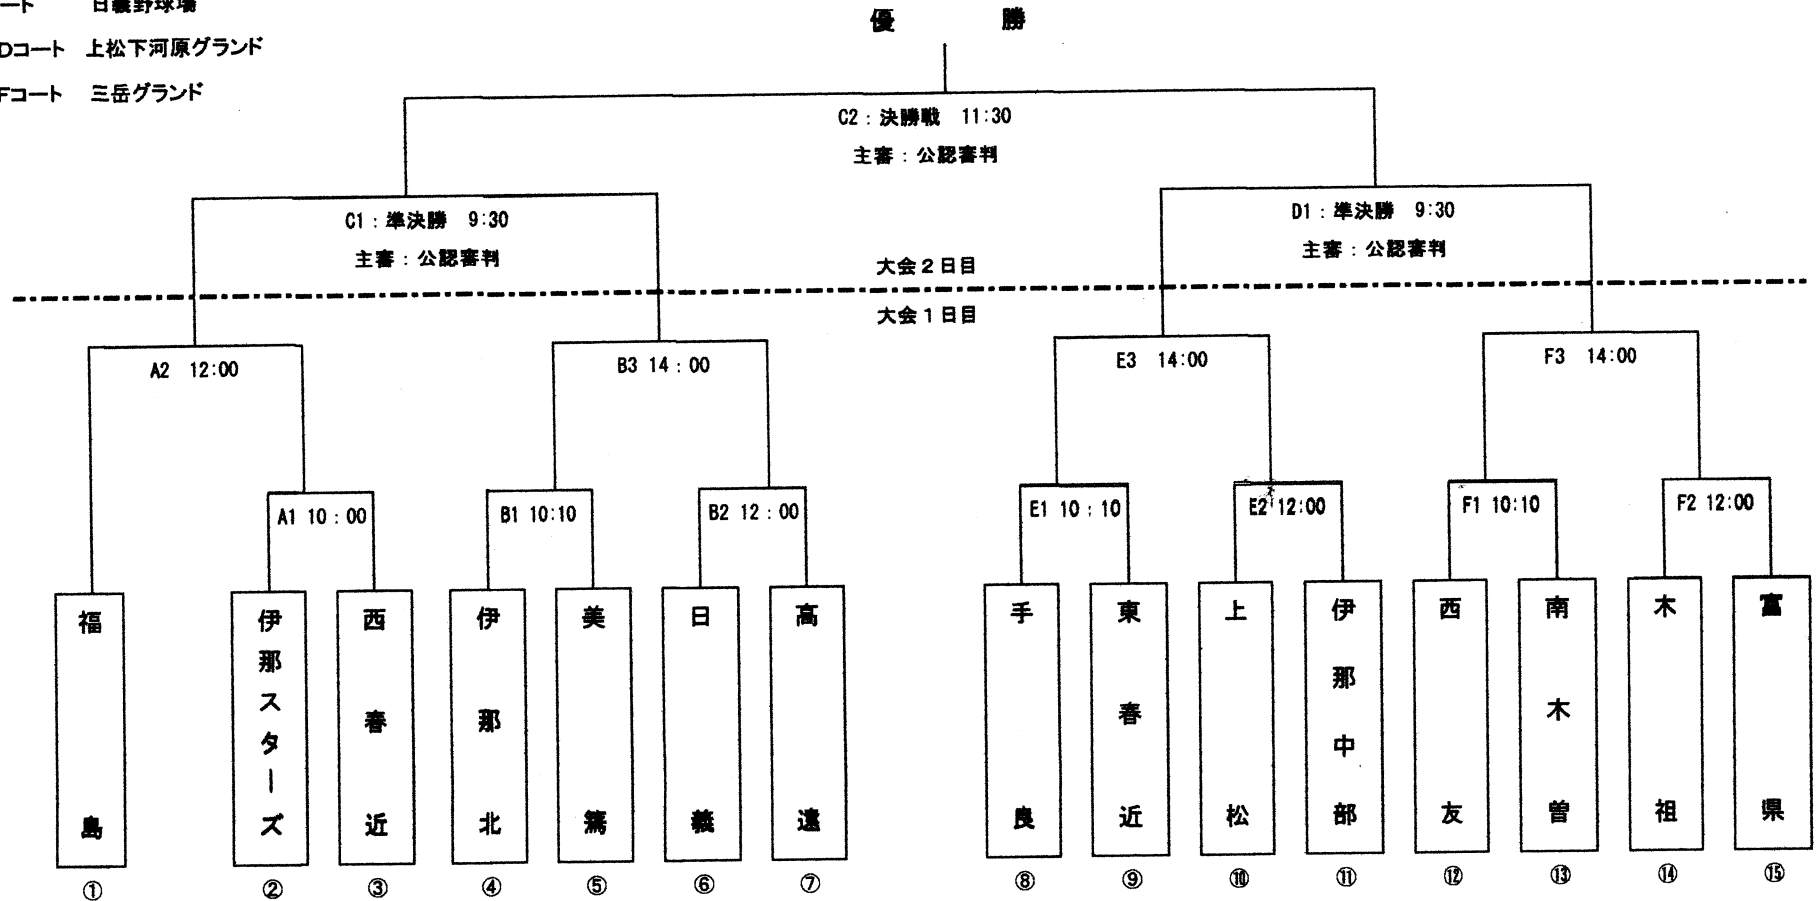 ート 日義野球場
Dコート 上松下河原グランド
Fコート 三岳グランド
優 勝
C2：決勝戦 11:30
主審：公認審判
C1：準決勝 9:30
主審：公認審判
D1：準決勝 9:30
主審：公認審判
大会２日目
大会１日目
A2 12:00
B3 14：00
E3 14:00
F3 14:00
A1 10：00
B1 10:10
B2 12：00
E1 10：10
E2 12:00
F1 10:10
F2 12:00
福島
伊那スターズ
西春近
伊那北
美篶
日義
高遠
手良
東春近
上松
伊那中部
西友
南木曽
木祖
富県
① ② ③ ④ ⑤ ⑥ ⑦ ⑧ ⑨ ⑩ ⑪ ⑫ ⑬ ⑭ ⑮